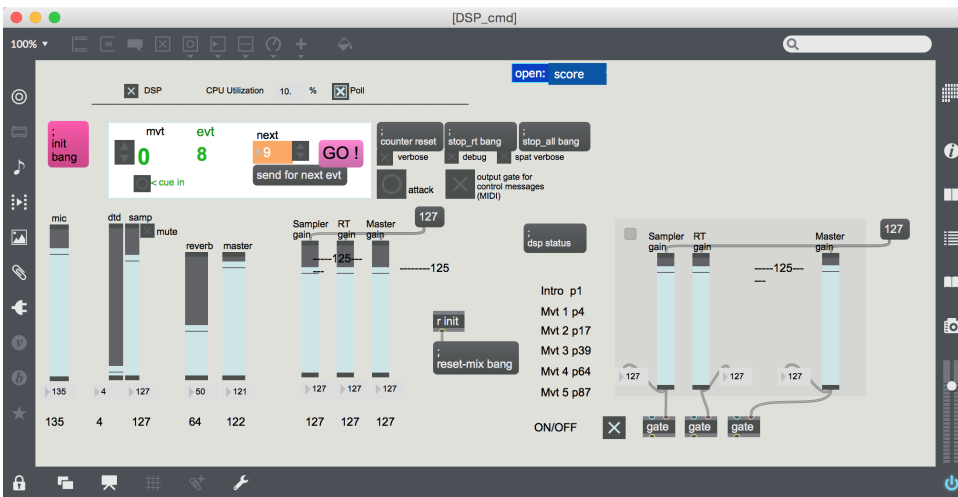 [DSP_cmd]
100% ▼
open: score
DSP CPU Utilization 10. % Poll
; init bang
mvt evt next
0 8 9 GO !
< cue in send for next evt
; counter reset ; stop_rt bang ; stop_all bang
verbose debug spat verbose
attack output gate for control messages (MIDI)
mic dtd samp
mute
reverb master
Sampler gain RT gain Master gain 127
-----125---
---
--------125
; dsp status
Sampler gain RT gain Master gain 127
-----125---
---
Intro p1
Mvt 1 p4
Mvt 2 p17
Mvt 3 p39
Mvt 4 p64
Mvt 5 p87
r init
; reset-mix bang
135 4 127 50 121 127 127 127
127 127 127
135 4 127 64 122 127 127 127
ON/OFF gate gate gate